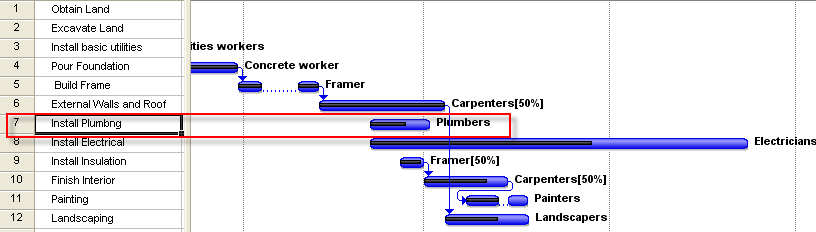 1 Obtain Land
2 Excavate Land
3 Install basic utilities ities workers
4 Pour Foundation Concrete worker
5 Build Frame Framer
6 External Walls and Roof Carpenters[50%]
7 Install Plumbng Plumbers
8 Install Electrical Electricians
9 Install Insulation Framer[50%]
10 Finish Interior Carpenters[50%]
11 Painting Painters
12 Landscaping Landscapers